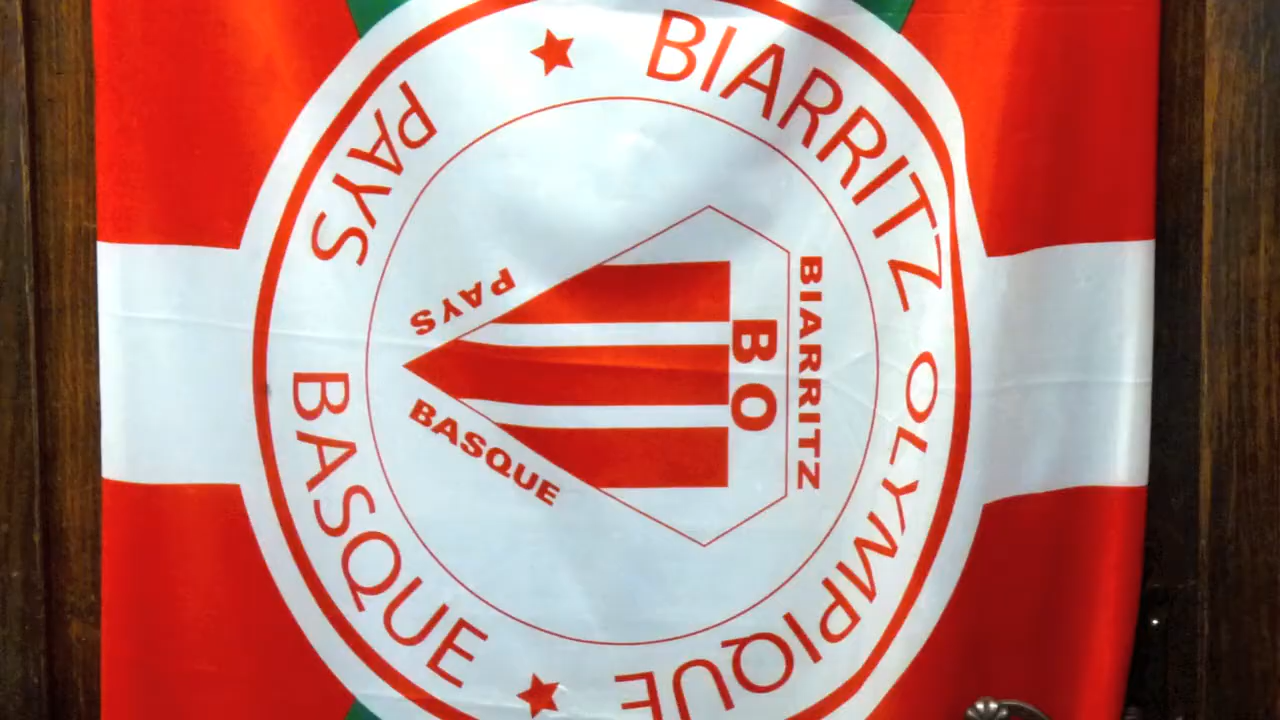 BIARRITZ OLYMPIQUE
PAYS BASQUE
BIARRITZ
BO
PAYS
BASQUE